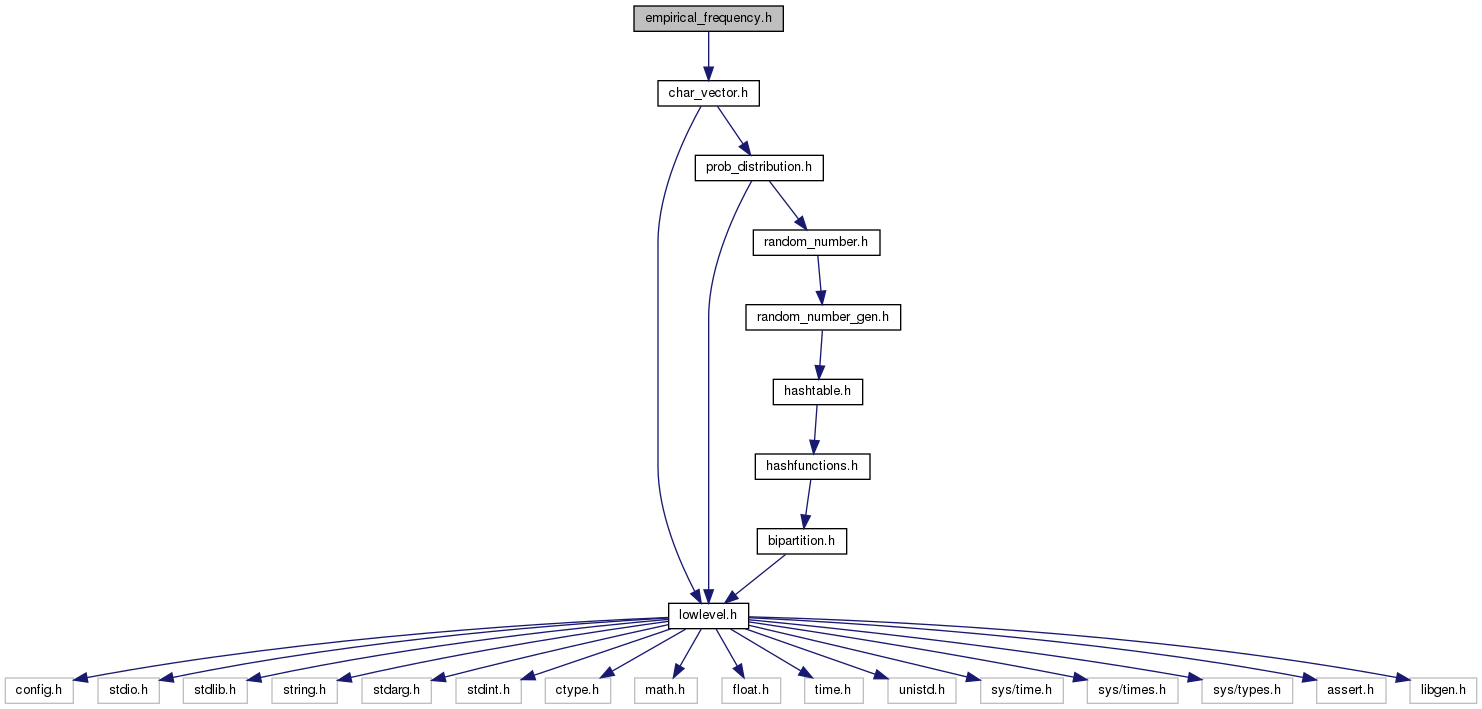 empirical_frequency.h
char_vector.h
prob_distribution.h
random_number.h
random_number_gen.h
hashtable.h
hashfunctions.h
bipartition.h
lowlevel.h
config.h
stdio.h
stdlib.h
string.h
stdarg.h
stdint.h
ctype.h
math.h
float.h
time.h
unistd.h
sys/time.h
sys/times.h
sys/types.h
assert.h
libgen.h